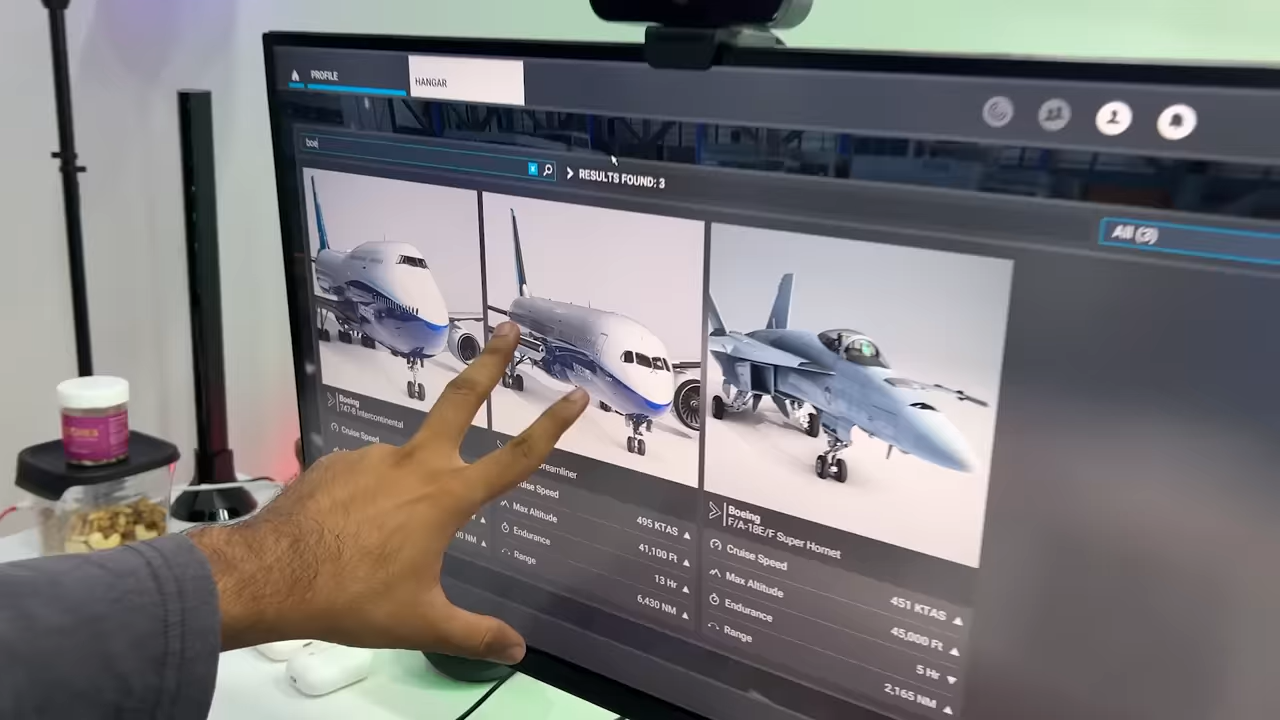 PROFILE
HANGAR
boe
RESULTS FOUND: 3
All (3)
Boeing
747-8 Intercontinental
Cruise Speed
Dreamliner
Cruise Speed
495 KTAS
Max Altitude
41,100 Ft
Endurance
13 Hr
Range
6,430 NM
Boeing
F/A-18E/F Super Hornet
Cruise Speed
451 KTAS
Max Altitude
45,000 Ft
Endurance
5 Hr
Range
2,165 NM